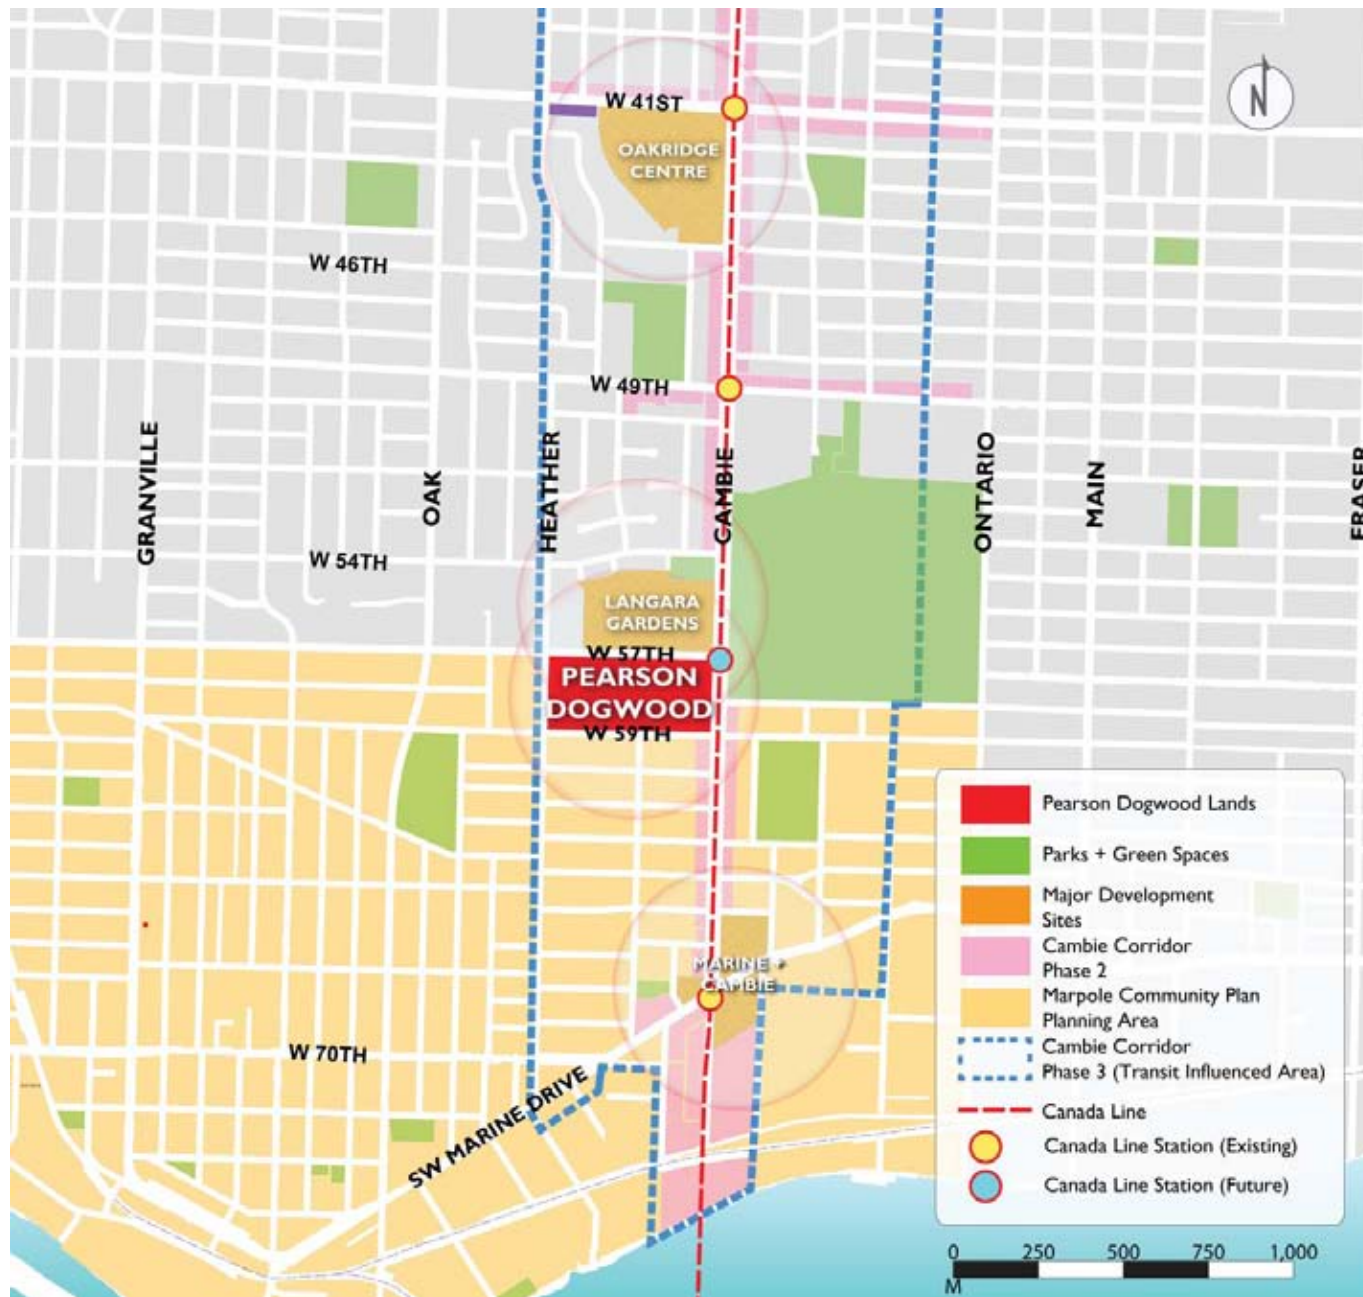 W 41ST
N
OAKRIDGE
CENTRE
W 46TH
W 49TH
GRANVILLE
OAK
HEATHER
CAMBIE
ONTARIO
MAIN
FRASER
W 54TH
LANGARA
GARDENS
W 57TH
PEARSON
DOGWOOD
W 59TH
MARINE +
CAMBIE
W 70TH
SW MARINE DRIVE
Pearson Dogwood Lands
Parks + Green Spaces
Major Development
Sites
Cambie Corridor
Phase 2
Marpole Community Plan
Planning Area
Cambie Corridor
Phase 3 (Transit Influenced Area)
Canada Line
Canada Line Station (Existing)
Canada Line Station (Future)
0 250 500 750 1,000
M